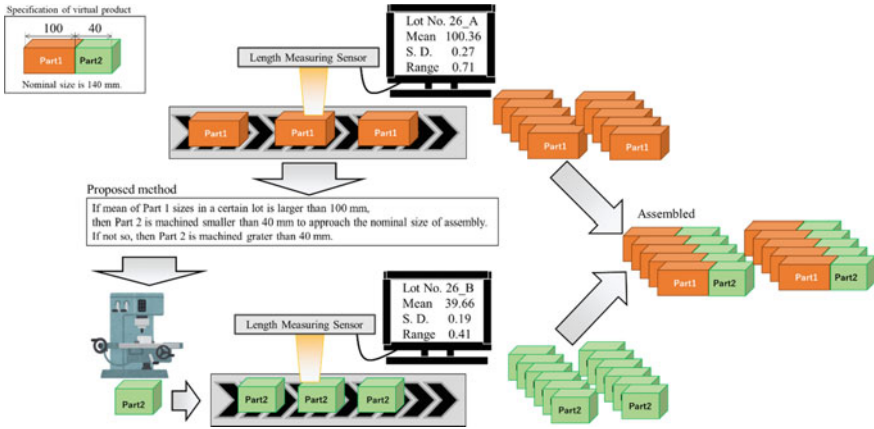 Specification of virtual product
100 40
Part1 Part2
Nominal size is 140 mm.
Length Measuring Sensor
Lot No. 26_A
Mean 100.36
S. D. 0.27
Range 0.71
Part1 Part1 Part1
Part1 Part1
Proposed method
If mean of Part 1 sizes in a certain lot is larger than 100 mm,
then Part 2 is machined smaller than 40 mm to approach the nominal size of assembly.
If not so, then Part 2 is machined grater than 40 mm.
Assembled
Part1 Part2 Part1 Part2
Length Measuring Sensor
Lot No. 26_B
Mean 39.66
S. D. 0.19
Range 0.41
Part2
Part2 Part2 Part2
Part2 Part2